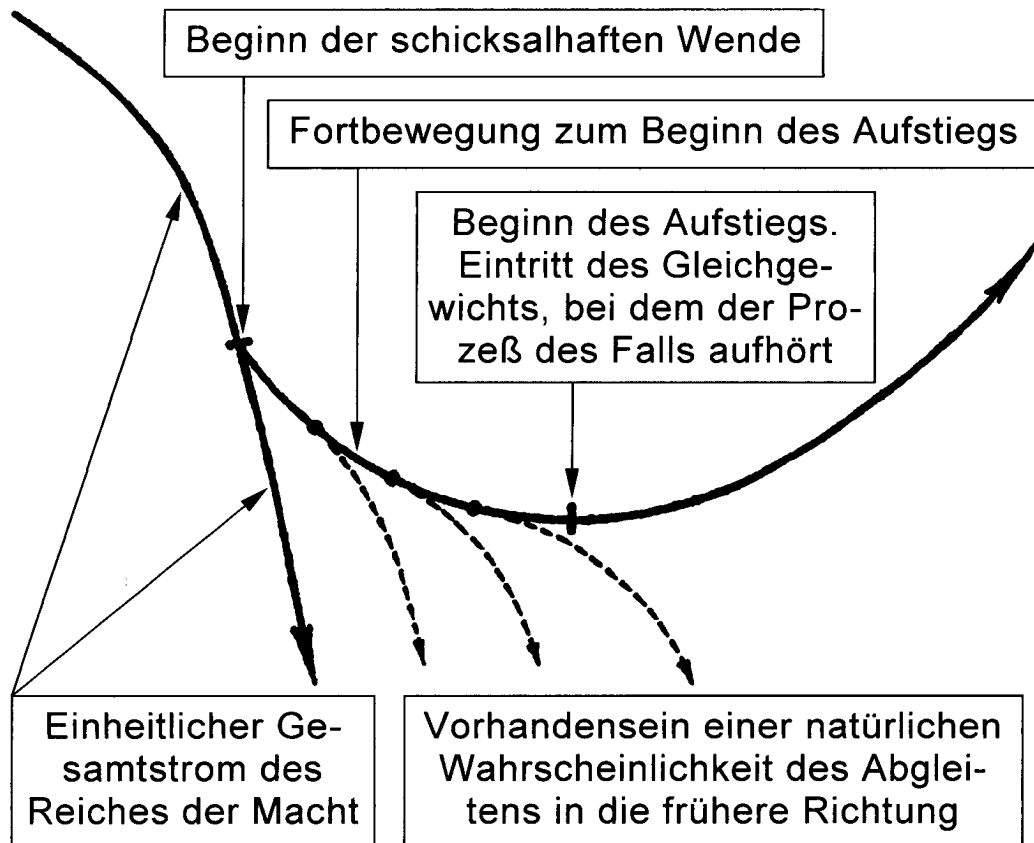 Beginn der schicksalhaften Wende
Fortbewegung zum Beginn des Aufstiegs
Beginn des Aufstiegs.
Eintritt des Gleichge-
wichts, bei dem der Pro-
zeß des Falls aufhört
Einheitlicher Ge-
samtstrom des
Reiches der Macht
Vorhandensein einer natürlichen
Wahrscheinlichkeit des Abglei-
tens in die frühere Richtung